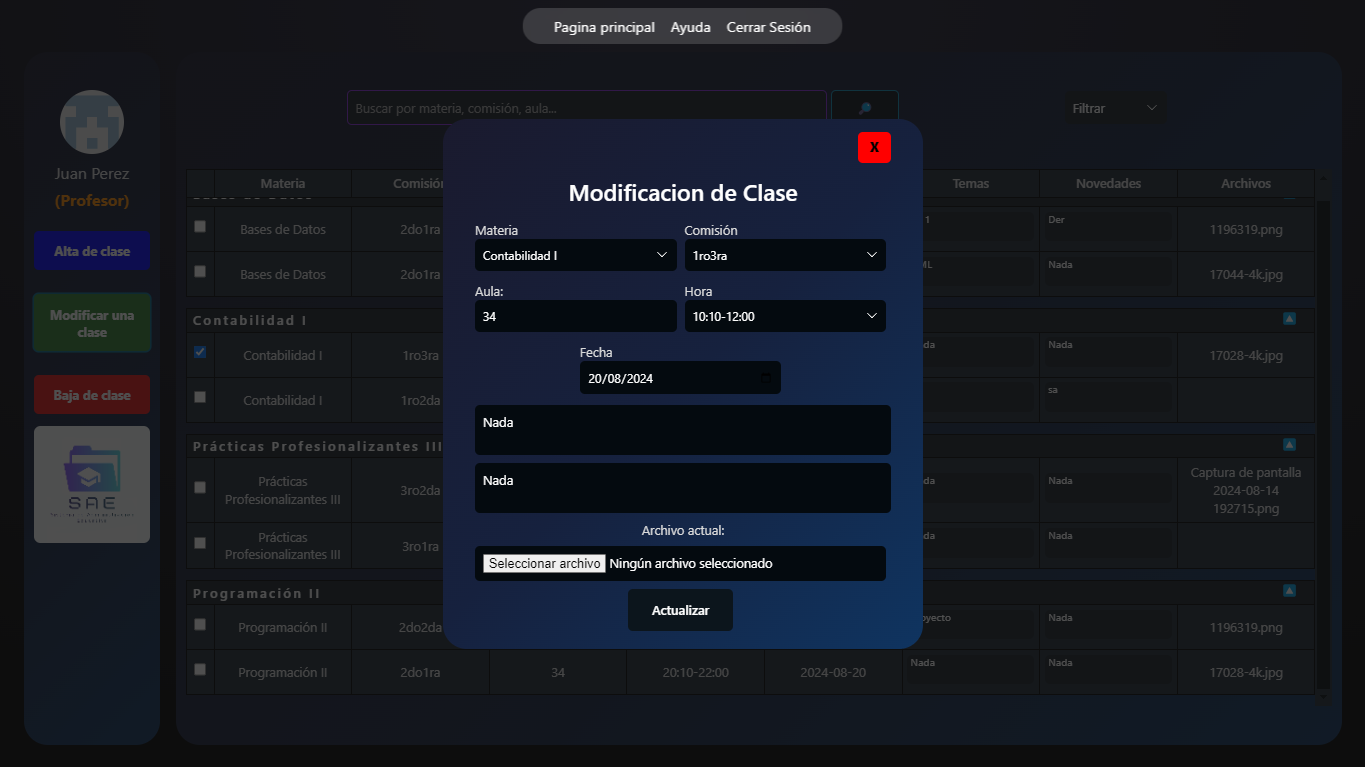 Pagina principal Ayuda Cerrar Sesión
Juan Perez
(Profesor)
Alta de clase
Modificar una
clase
Baja de clase
SAE
Buscar por materia, comisión, aula...
Filtrar
Materia Comisión Temas Novedades Archivos
Bases de Datos 2do1ra 1 Der 1196319.png
Bases de Datos 2do1ra ML Nada 17044-4k.jpg
Contabilidad I
Contabilidad I 1ro3ra da Nada 17028-4k.jpg
Contabilidad I 1ro2da sa
Prácticas Profesionalizantes III
Prácticas
Profesionalizantes III 3ro2da da Nada Captura de pantalla
2024-08-14
192715.png
Prácticas
Profesionalizantes III 3ro1ra da Nada
Programación II
Programación II 2do2da oyecto Nada 1196319.png
Programación II 2do1ra 34 20:10-22:00 2024-08-20 Nada Nada 17028-4k.jpg
X
Modificacion de Clase
Materia Comisión
Contabilidad I 1ro3ra
Aula: Hora
34 10:10-12:00
Fecha
20/08/2024
Nada
Nada
Archivo actual:
Seleccionar archivo Ningún archivo seleccionado
Actualizar